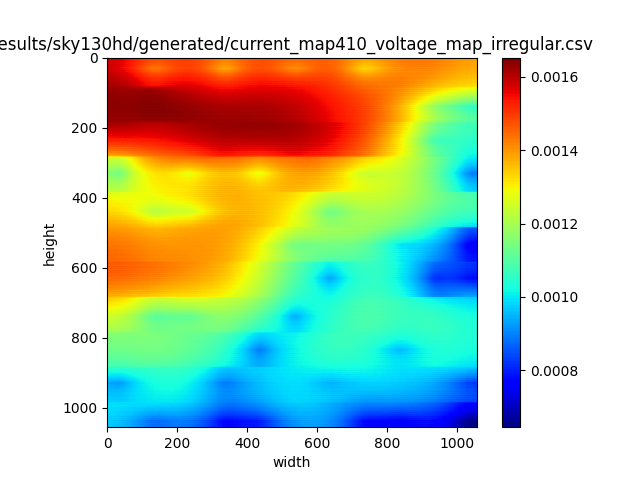 esults/sky130hd/generated/current_map410_voltage_map_irregular.csv
0
200
400
600
800
1000
height
0 200 400 600 800 1000
width
0.0016
0.0014
0.0012
0.0010
0.0008